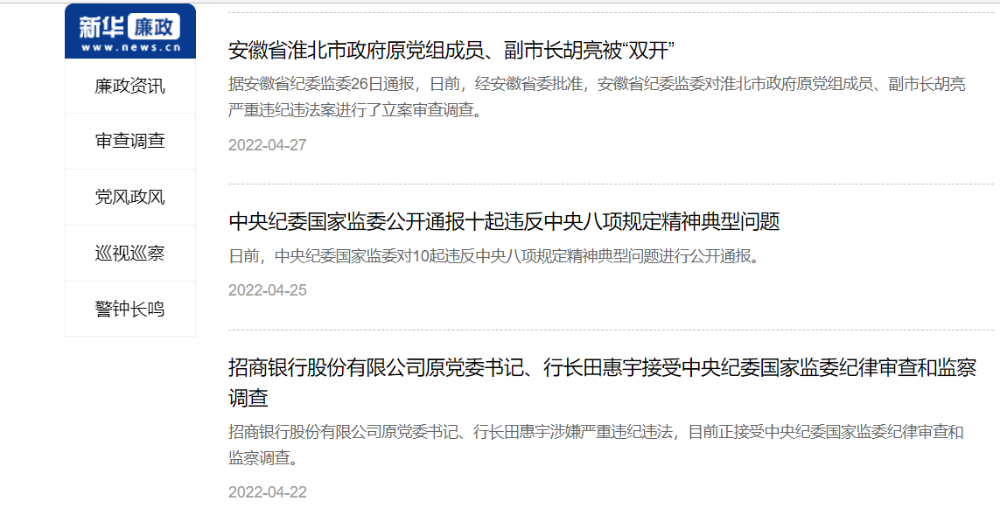 新华廉政
www.news.cn
廉政资讯
审查调查
党风政风
巡视巡察
警钟长鸣
安徽省淮北市政府原党组成员、副市长胡亮被“双开”
据安徽省纪委监委26日通报，日前，经安徽省委批准，安徽省纪委监委对淮北市政府原党组成员、副市长胡亮
严重违纪违法案进行了立案审查调查。
2022-04-27
中央纪委国家监委公开通报十起违反中央八项规定精神典型问题
日前，中央纪委国家监委对10起违反中央八项规定精神典型问题进行公开通报。
2022-04-25
招商银行股份有限公司原党委书记、行长田惠宇接受中央纪委国家监委纪律审查和监察
调查
招商银行股份有限公司原党委书记、行长田惠宇涉嫌严重违纪违法，目前正接受中央纪委国家监委纪律审查和
监察调查。
2022-04-22